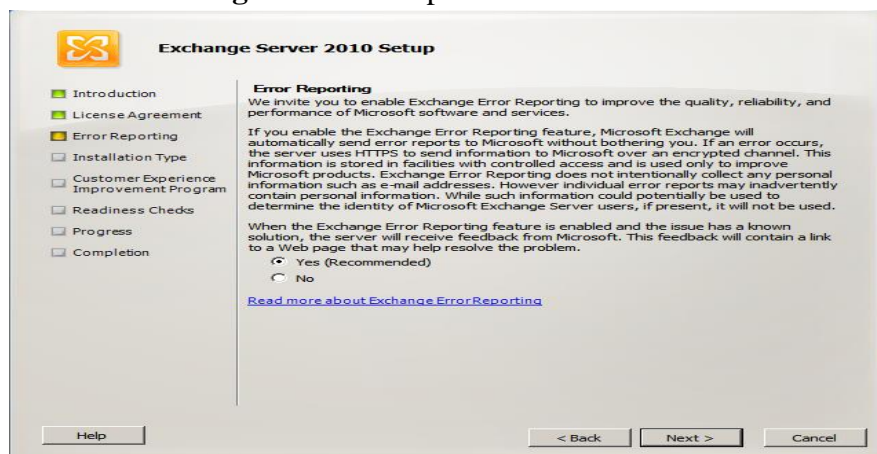 Exchange Server 2010 Setup
Introduction
License Agreement
Error Reporting
Installation Type
Customer Experience
Improvement Program
Readiness Checks
Progress
Completion
Error Reporting
We invite you to enable Exchange Error Reporting to improve the quality, reliability, and
performance of Microsoft software and services.
If you enable the Exchange Error Reporting feature, Microsoft Exchange will
automatically send error reports to Microsoft without bothering you. If an error occurs,
the server uses HTTPS to send information to Microsoft over an encrypted channel. This
information is stored in facilities with controlled access and is used only to improve
Microsoft products. Exchange Error Reporting does not intentionally collect any personal
information such as e-mail addresses. However individual error reports may inadvertently
contain personal information. While such information could potentially be used to
determine the identity of Microsoft Exchange Server users, if present, it will not be used.
When the Exchange Error Reporting feature is enabled and the issue has a known
solution, the server will receive feedback from Microsoft. This feedback will contain a link
to a Web page that may help resolve the problem.
Yes (Recommended)
No
Read more about Exchange Error Reporting
Help
< Back
Next >
Cancel